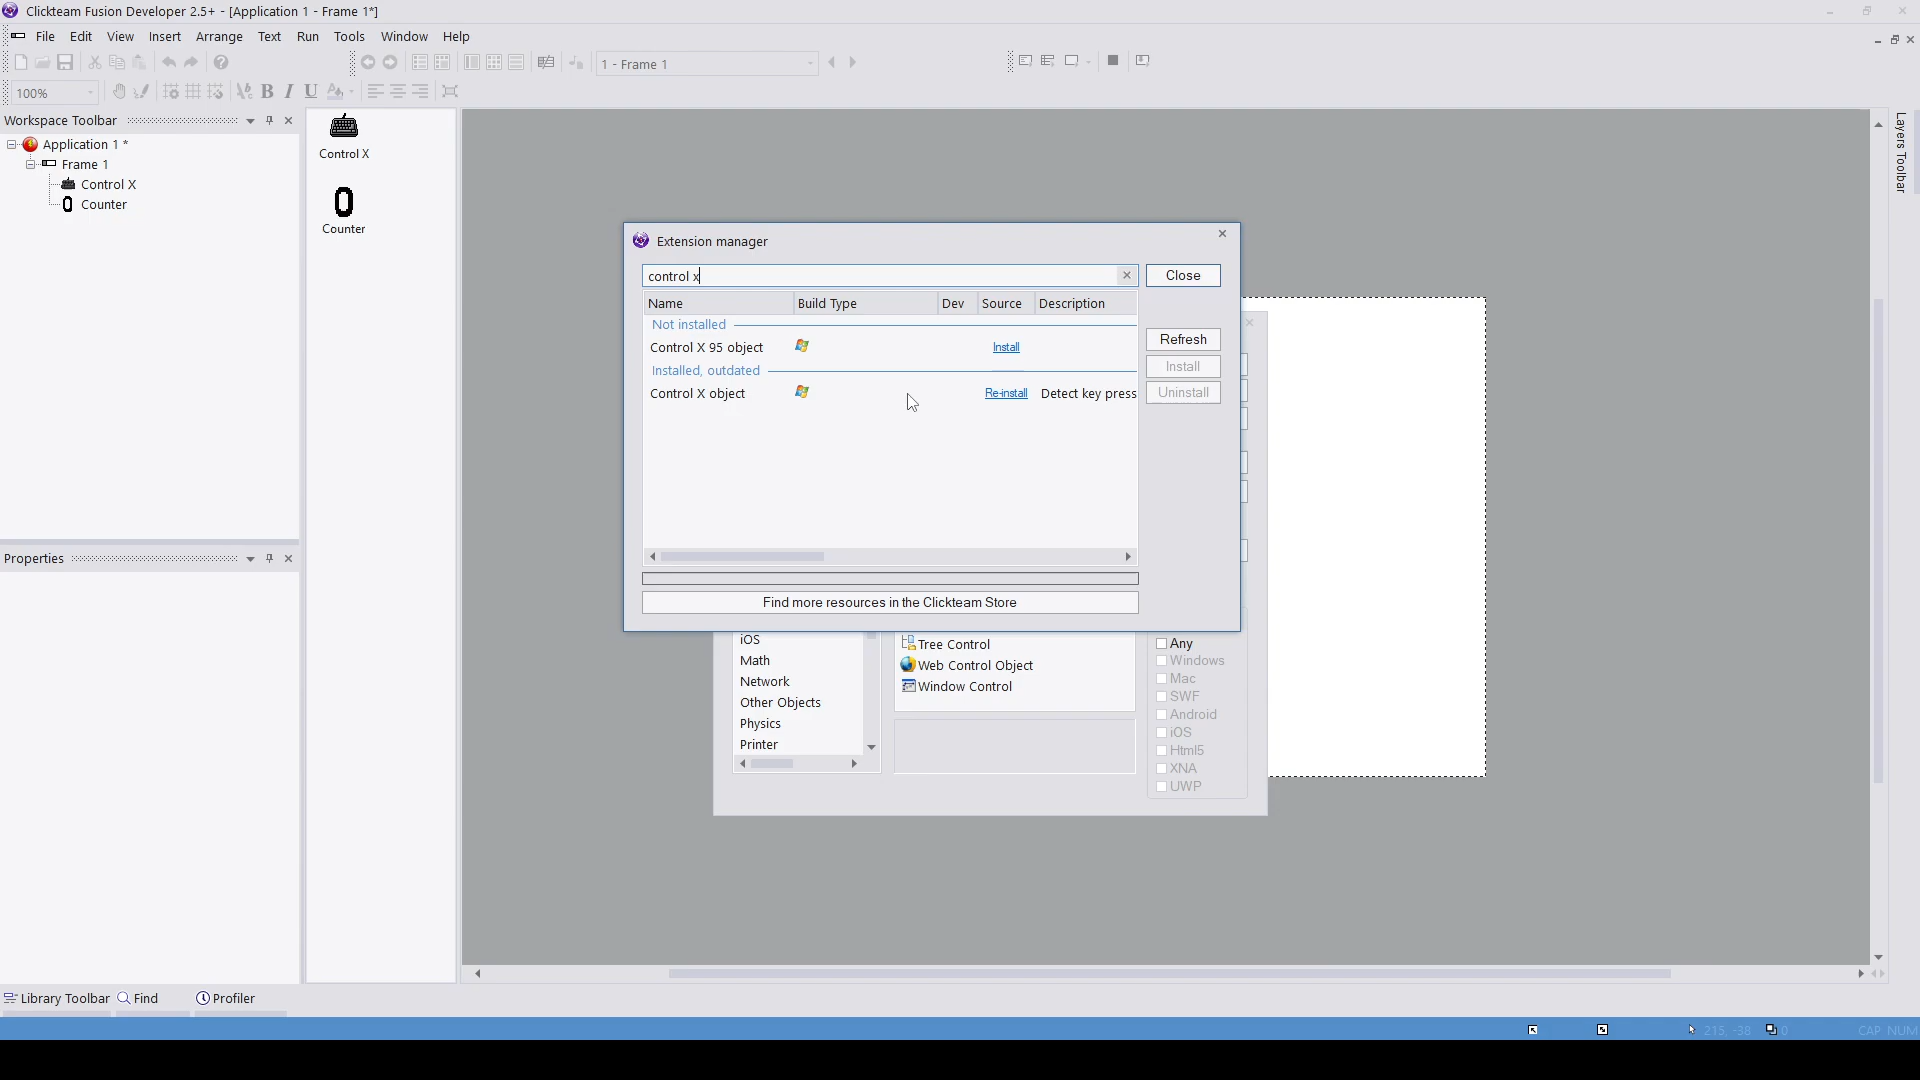 Clickteam Fusion Developer 2.5+ - [Application 1 - Frame 1*]
File Edit View Insert Arrange Text Run Tools Window Help
1 - Frame 1
100% B I U
Workspace Toolbar
Application 1 *
Frame 1
Control X
Counter
Properties
Control X
Counter
Layers Toolbar
Extension manager
control x
Close
Name Build Type Dev Source Description
Not installed
Control X 95 object Install
Installed, outdated
Control X object Re-install Detect key press
Refresh
Install
Uninstall
Find more resources in the Clickteam Store
iOS
Math
Network
Other Objects
Physics
Printer
Tree Control
Web Control Object
Window Control
Any
Windows
Mac
SWF
Android
iOS
Html5
XNA
UWP
Library Toolbar Find Profiler
215, -38 0 CAP NUM